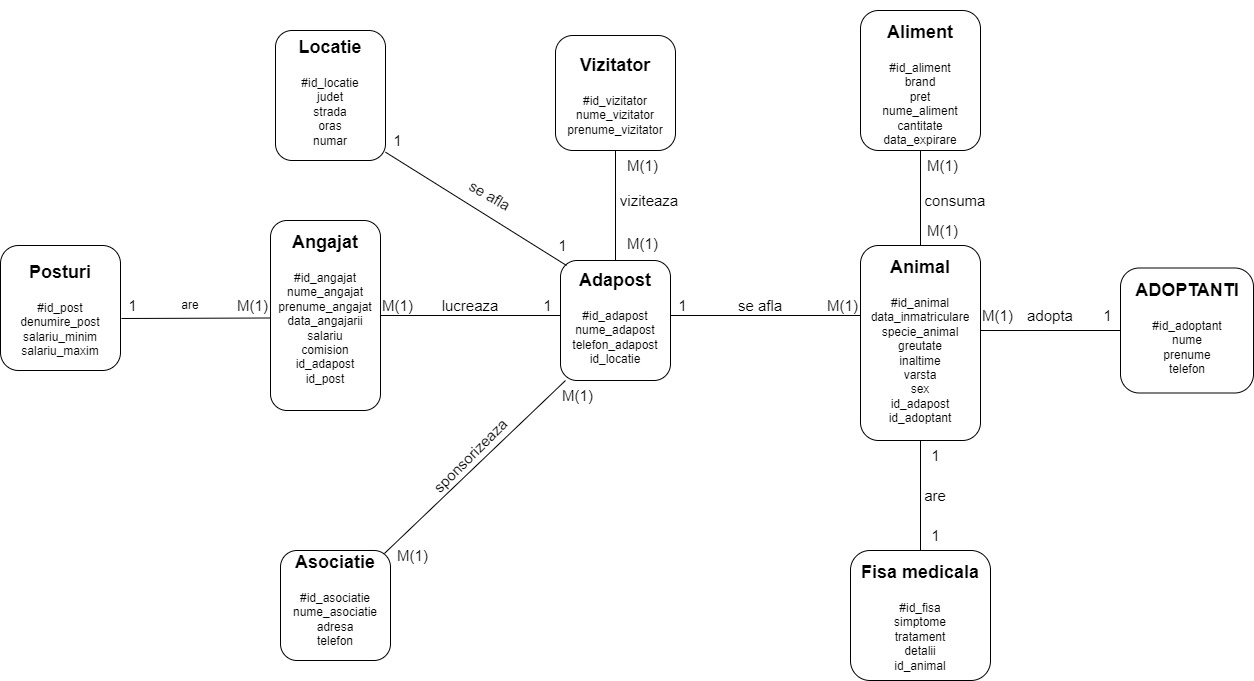 Locatie
#id_locatie
judet
strada
oras
numar
1
se afla
1
Vizitator
#id_vizitator
nume_vizitator
prenume_vizitator
M(1)
viziteaza
M(1)
Aliment
#id_aliment
brand
pret
nume_aliment
cantitate
data_expirare
M(1)
consuma
M(1)
Posturi
#id_post
denumire_post
salariu_minim
salariu_maxim
1
are
M(1)
Angajat
#id_angajat
nume_angajat
prenume_angajat
data_angajarii
salariu
comision
id_adapost
id_post
M(1)
lucreaza
1
Adapost
#id_adapost
nume_adapost
telefon_adapost
id_locatie
1
se afla
M(1)
Animal
#id_animal
data_inmatriculare
specie_animal
greutate
inaltime
varsta
sex
id_adapost
id_adoptant
M(1)
adopta
1
ADOPTANTI
#id_adoptant
nume
prenume
telefon
M(1)
sponsorizeaza
M(1)
Asociatie
#id_asociatie
nume_asociatie
adresa
telefon
1
are
1
Fisa medicala
#id_fisa
simptome
tratament
detalii
id_animal